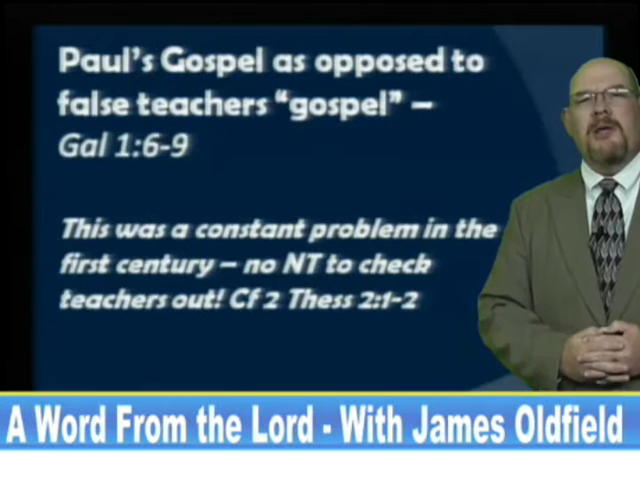 Paul's Gospel as opposed to
false teachers "gospel" –
Gal 1:6-9
This was a constant problem in the
first century – no NT to check
teachers out! Cf 2 Thess 2:1-2
A Word From the Lord - With James Oldfield